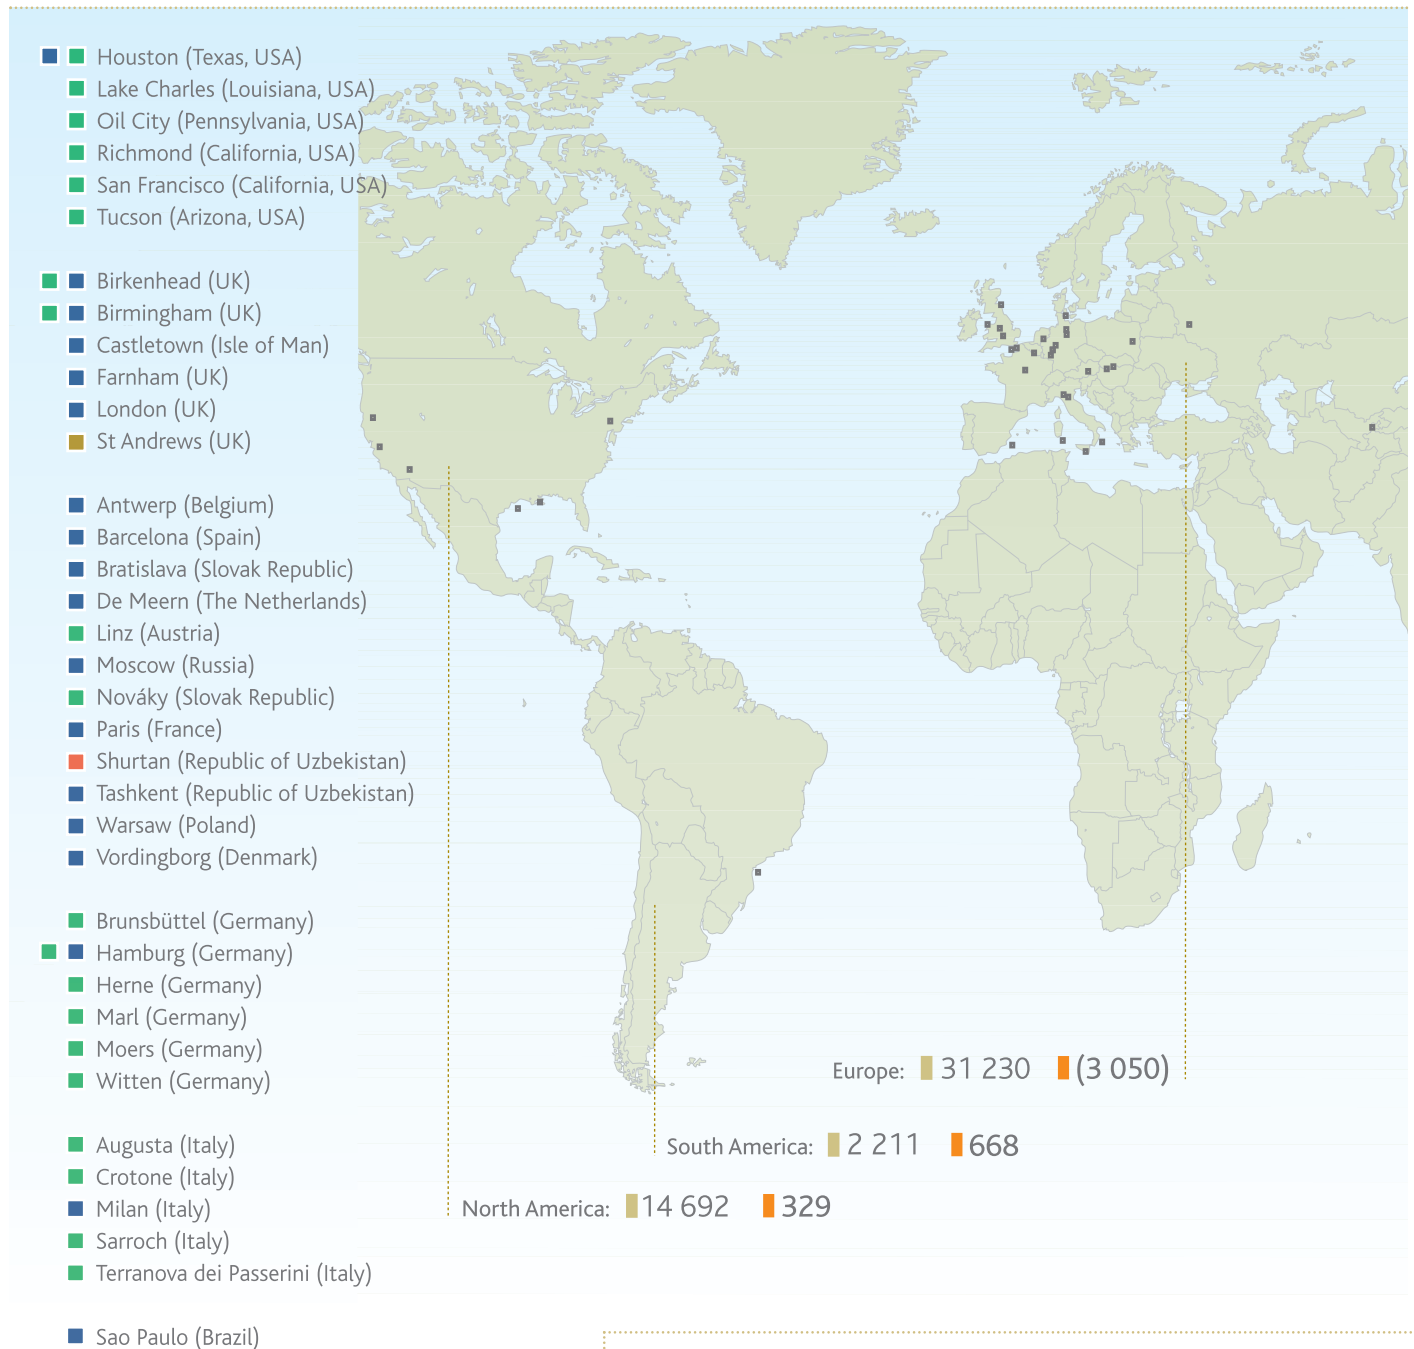 Houston (Texas, USA)
Lake Charles (Louisiana, USA)
Oil City (Pennsylvania, USA)
Richmond (California, USA)
San Francisco (California, USA)
Tucson (Arizona, USA)
Birkenhead (UK)
Birmingham (UK)
Castletown (Isle of Man)
Farnham (UK)
London (UK)
St Andrews (UK)
Antwerp (Belgium)
Barcelona (Spain)
Bratislava (Slovak Republic)
De Meern (The Netherlands)
Linz (Austria)
Moscow (Russia)
Nováky (Slovak Republic)
Paris (France)
Shurtan (Republic of Uzbekistan)
Tashkent (Republic of Uzbekistan)
Warsaw (Poland)
Vordingborg (Denmark)
Brunsbüttel (Germany)
Hamburg (Germany)
Herne (Germany)
Marl (Germany)
Moers (Germany)
Witten (Germany)
Augusta (Italy)
Crotone (Italy)
Milan (Italy)
Sarroch (Italy)
Terranova dei Passerini (Italy)
Sao Paulo (Brazil)
Europe: 31 230 (3 050)
South America: 2 211 668
North America: 14 692 329